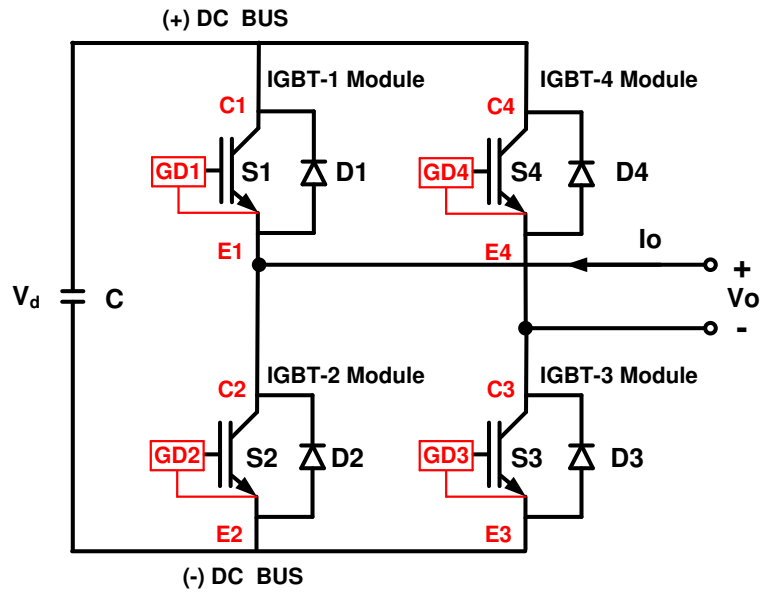 (+) DC BUS
IGBT-1 Module
IGBT-4 Module
C1
C4
GD1
S1
D1
GD4
S4
D4
E1
E4
Io
+
Vd
C
Vo
-
IGBT-2 Module
IGBT-3 Module
C2
C3
GD2
S2
D2
GD3
S3
D3
E2
E3
(-) DC BUS